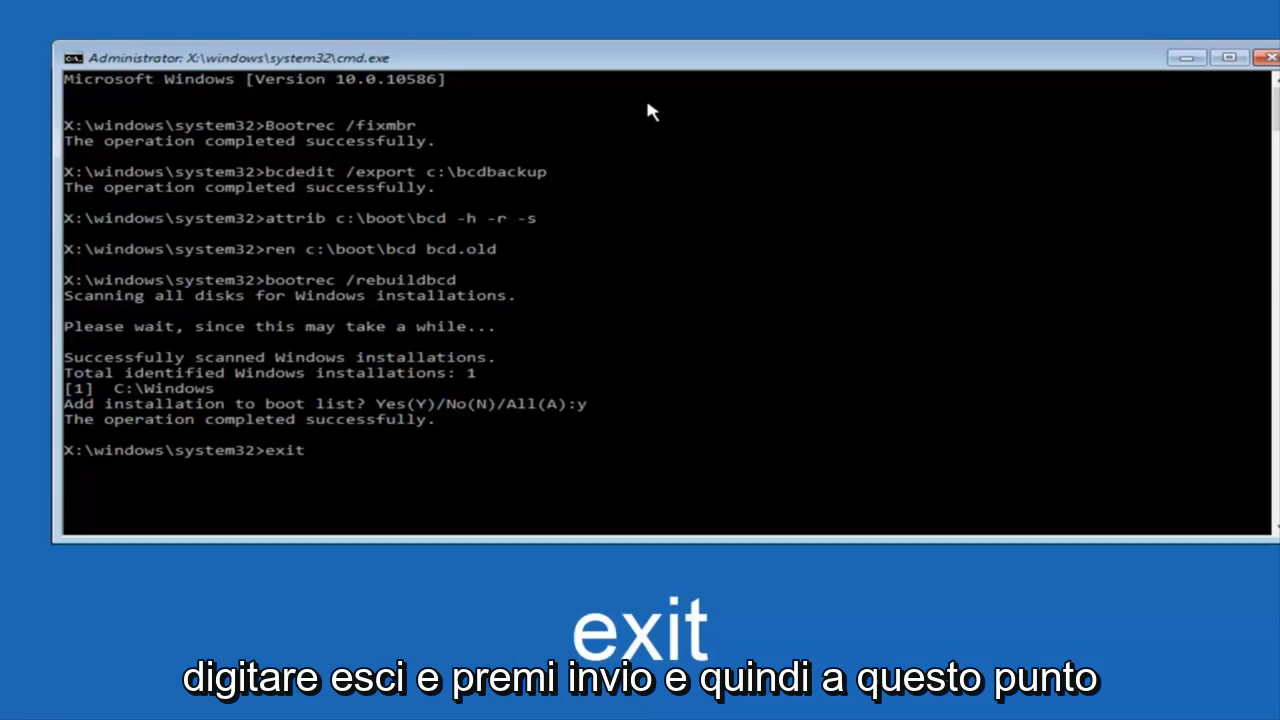 Administrator: X:\windows\system32\cmd.exe
Microsoft Windows [Version 10.0.10586]
X:\windows\system32>Bootrec /fixmbr
The operation completed successfully.
X:\windows\system32>bcdedit /export c:\bcdbackup
The operation completed successfully.
X:\windows\system32>attrib c:\boot\bcd -h -r -s
X:\windows\system32>ren c:\boot\bcd bcd.old
X:\windows\system32>bootrec /rebuildbcd
Scanning all disks for Windows installations.
Please wait, since this may take a while...
Successfully scanned Windows installations.
Total identified Windows installations: 1
[1]  C:\Windows
Add installation to boot list? Yes(Y)/No(N)/All(A):y
The operation completed successfully.
X:\windows\system32>exit
exit
digitare esci e premi invio e quindi a questo punto